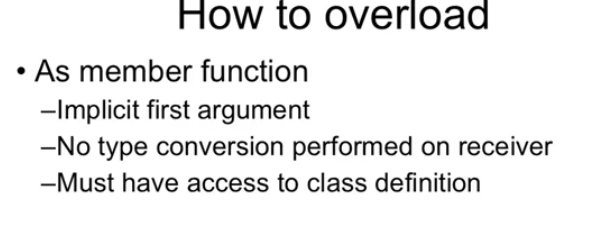 How to overload
• As member function
–Implicit first argument
–No type conversion performed on receiver
–Must have access to class definition